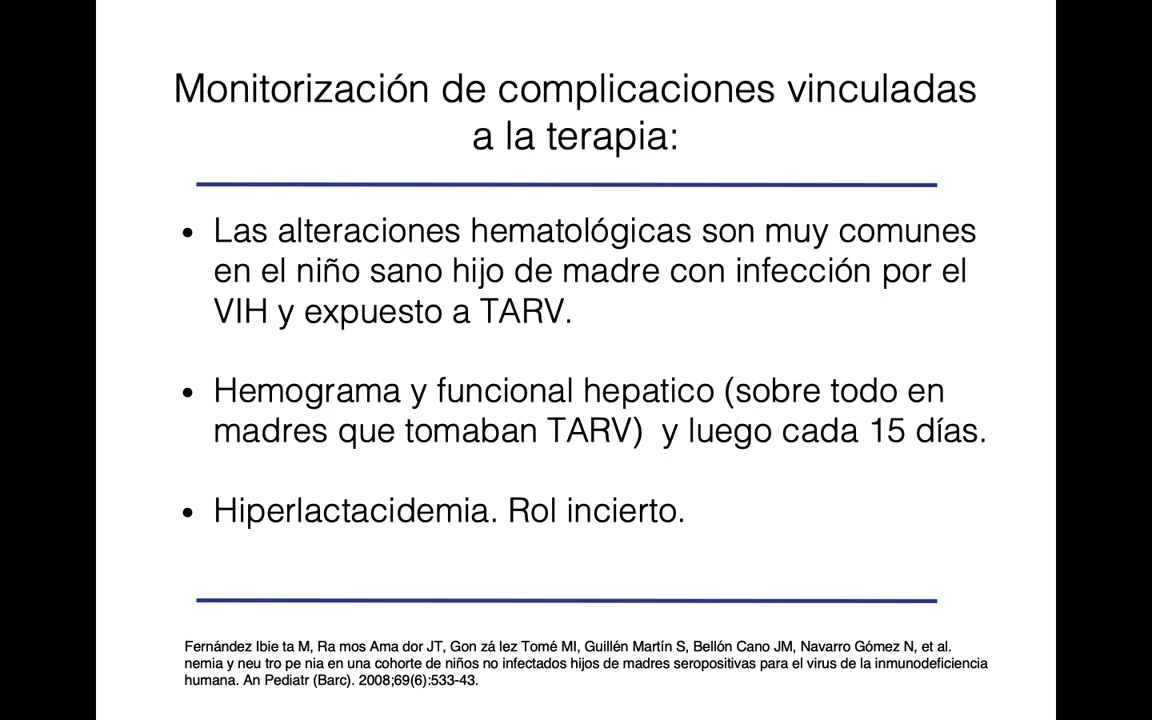 Monitorización de complicaciones vinculadas
a la terapia:
• Las alteraciones hematológicas son muy comunes
en el niño sano hijo de madre con infección por el
VIH y expuesto a TARV.
• Hemograma y funcional hepatico (sobre todo en
madres que tomaban TARV)  y luego cada 15 días.
• Hiperlactacidemia. Rol incierto.
Fernández Ibie ta M, Ra mos Ama dor JT, Gon zá lez Tomé MI, Guillén Martín S, Bellón Cano JM, Navarro Gómez N, et al.
nemia y neu tro pe nia en una cohorte de niños no infectados hijos de madres seropositivas para el virus de la inmunodeficiencia
humana. An Pediatr (Barc). 2008;69(6):533-43.